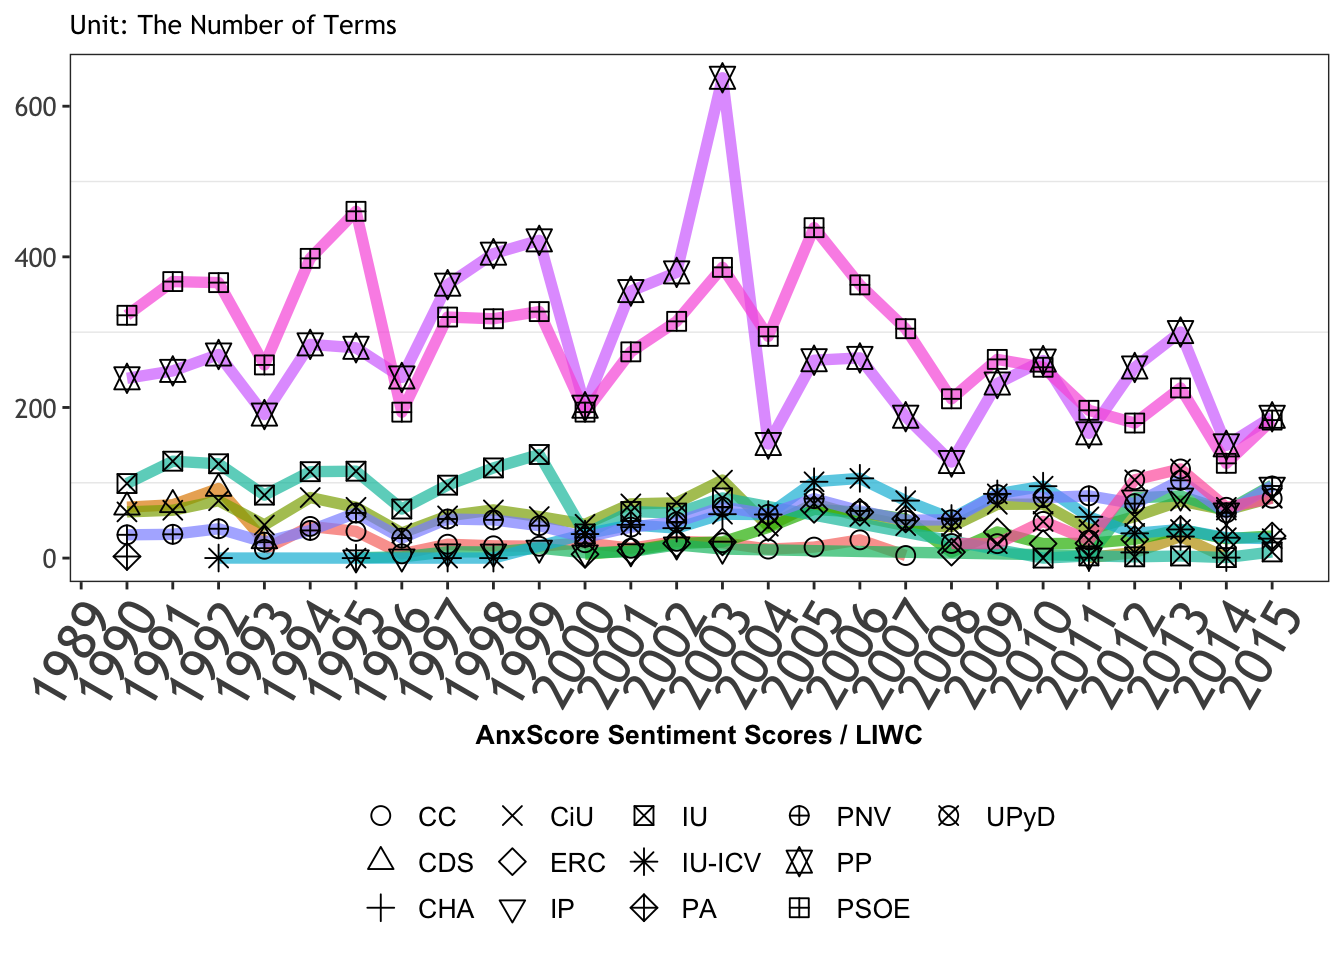 Unit: The Number of Terms
600
400
200
0
1989 1990 1991 1992 1993 1994 1995 1996 1997 1998 1999 2000 2001 2002 2003 2004 2005 2006 2007 2008 2009 2010 2011 2012 2013 2014 2015
AnxScore Sentiment Scores / LIWC
CC CiU IU PNV UPyD
CDS ERC IU-ICV PP
CHA IP PA PSOE